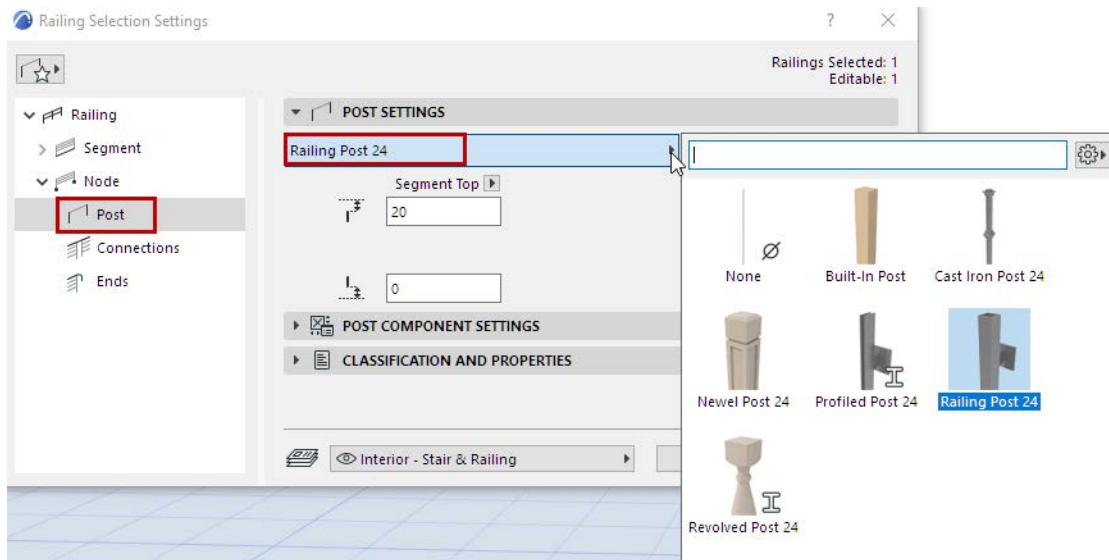 Railing Selection Settings
?
Railings Selected: 1
Editable: 1
Railing
Segment
Node
Post
Connections
Ends
POST SETTINGS
Railing Post 24
Segment Top
20
0
POST COMPONENT SETTINGS
CLASSIFICATION AND PROPERTIES
Interior - Stair & Railing
None
Built-In Post
Cast Iron Post 24
Newel Post 24
Profiled Post 24
Railing Post 24
Revolved Post 24